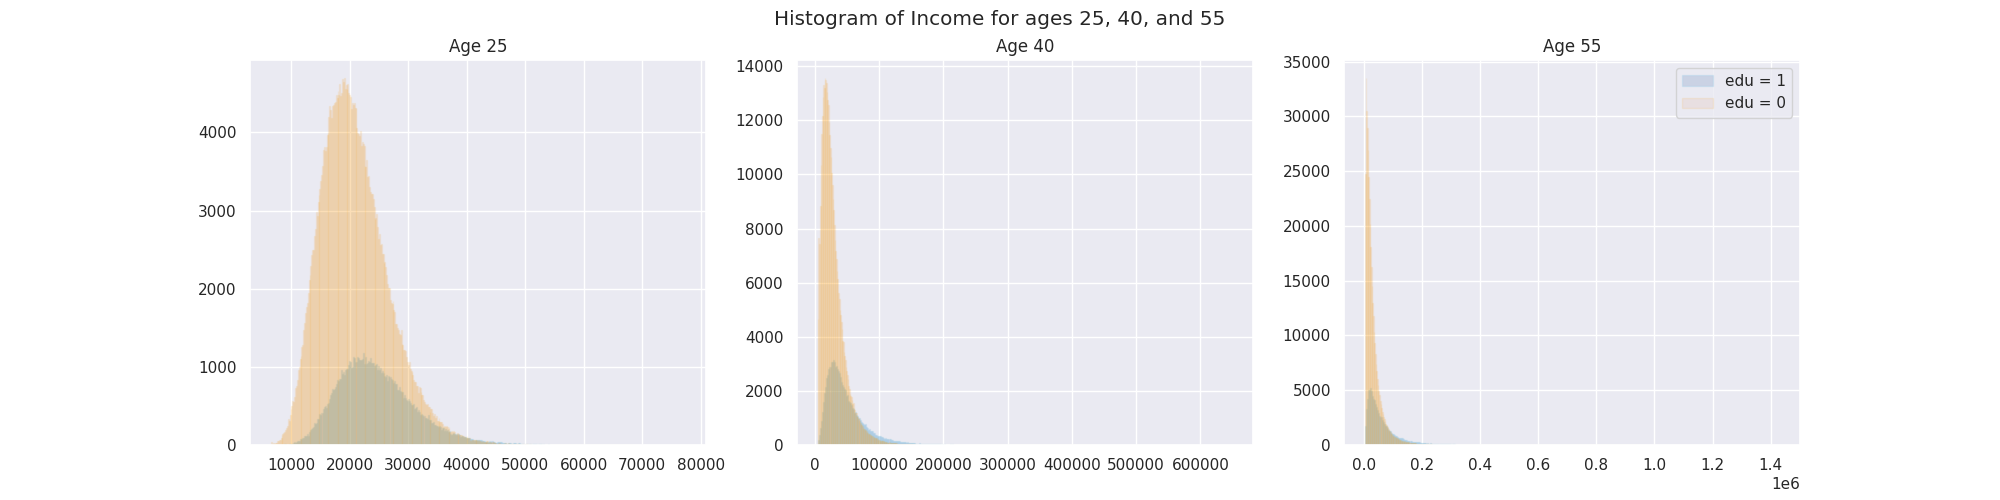 Histogram of Income for ages 25, 40, and 55
Age 25
4000
3000
2000
1000
0
10000 20000 30000 40000 50000 60000 70000 80000
Age 40
14000
12000
10000
8000
6000
4000
2000
0
0 100000 200000 300000 400000 500000 600000
Age 55
35000
30000
25000
20000
15000
10000
5000
0
0.0 0.2 0.4 0.6 0.8 1.0 1.2 1.4
1e6
edu = 1
edu = 0